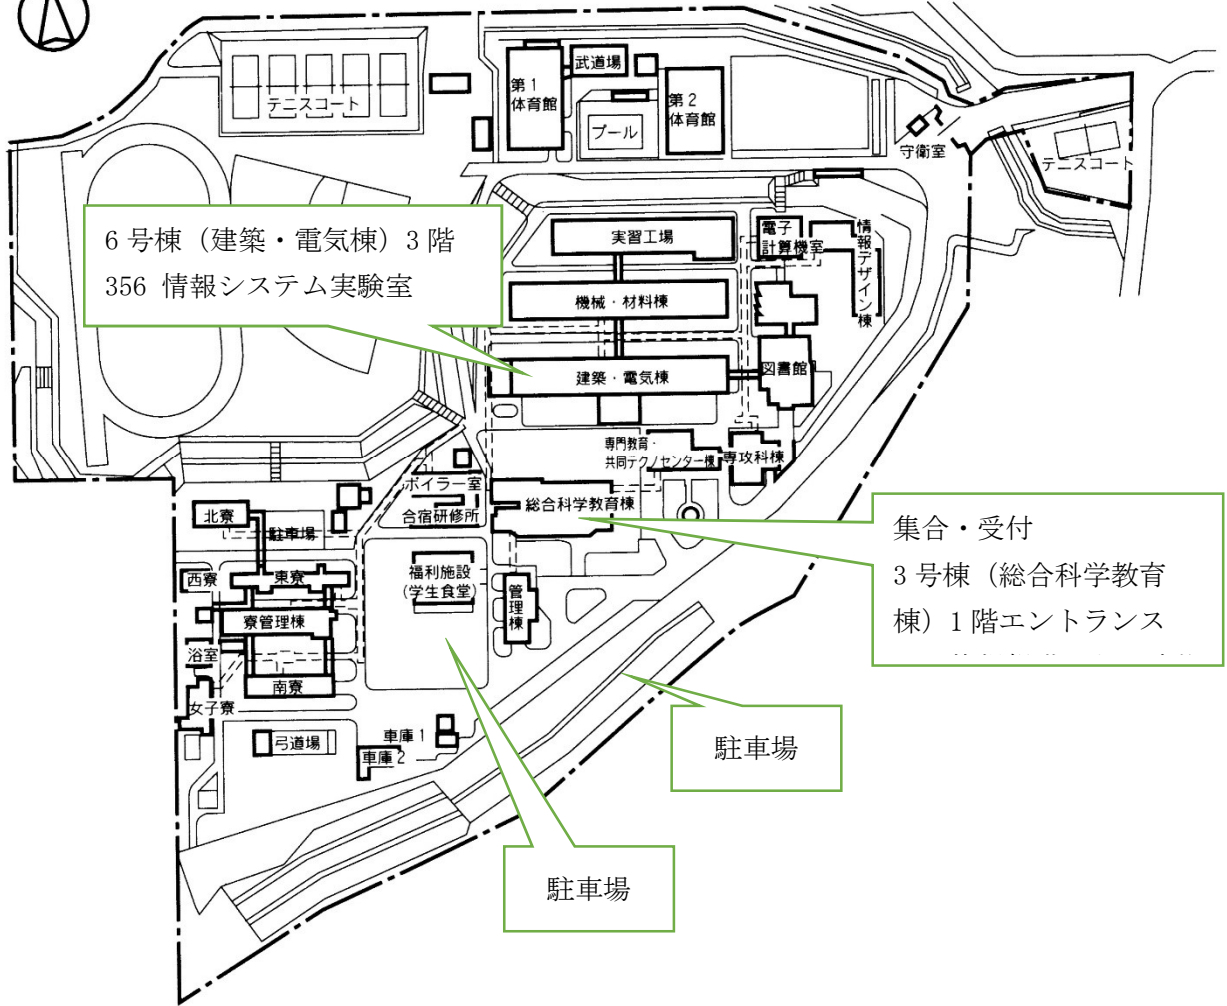 武道場
第1
体育館
第2
体育館
テニスコート
プール
守衛室
テニスコート
6号棟（建築・電気棟）3階
356 情報システム実験室
実習工場
電子
計算機室
情報デザイン棟
機械・材料棟
建築・電気棟
図書館
専門教育・
共同テクノセンター棟
専攻科棟
ボイラー室
合宿研修所
総合科学教育棟
集合・受付
3号棟（総合科学教育
棟）1階エントランス
北寮
駐車場
西寮
東寮
福利施設
(学生食堂)
管理棟
寮管理棟
浴室
南寮
女子寮
弓道場
車庫1
車庫2
駐車場
駐車場